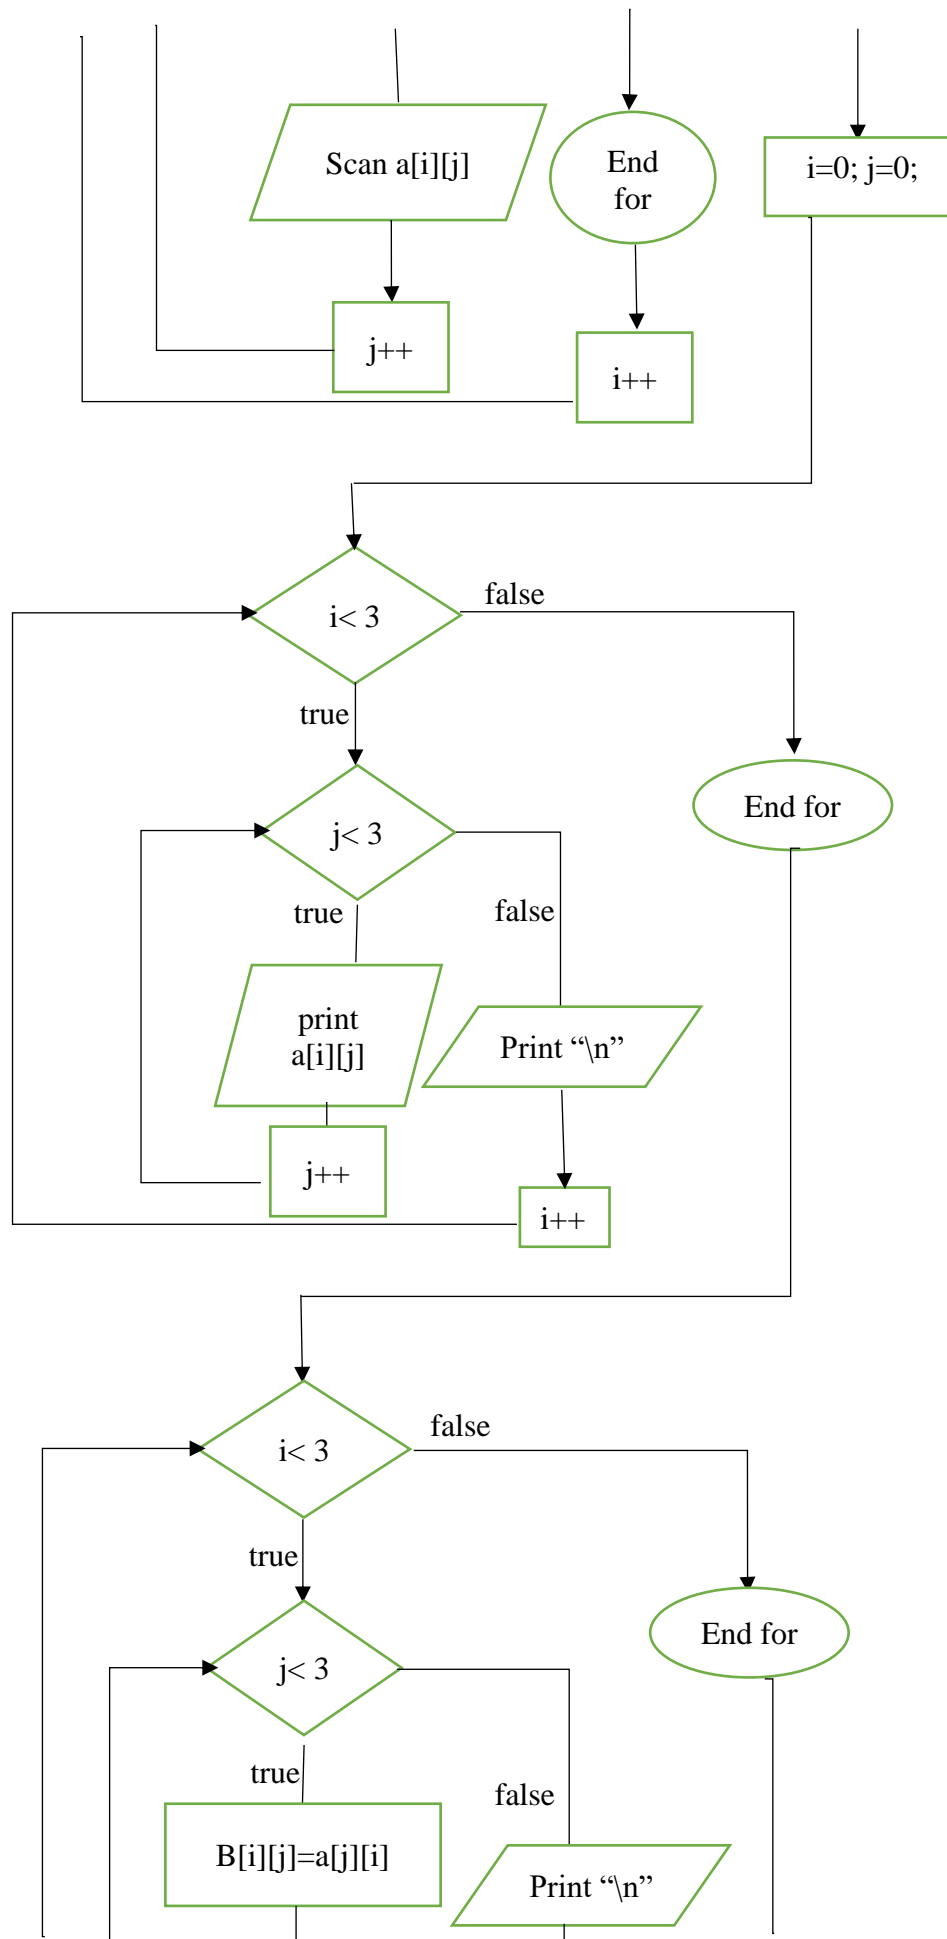 Scan a[i][j]
End
for
i=0; j=0;
j++
i++
i< 3
false
true
End for
j< 3
true
false
print
a[i][j]
Print “\n”
j++
i++
i< 3
false
true
End for
j< 3
true
false
B[i][j]=a[j][i]
Print “\n”